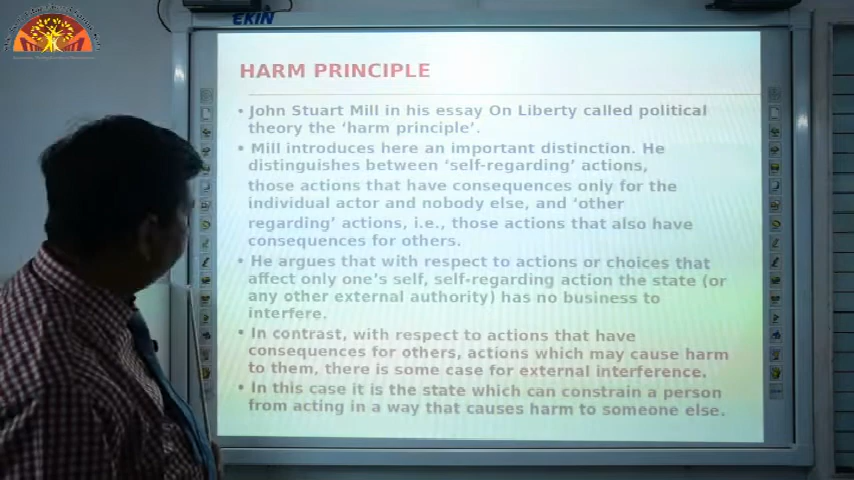 EKIN
HARM PRINCIPLE
• John Stuart Mill in his essay On Liberty called political
theory the ‘harm principle’.
• Mill introduces here an important distinction. He
distinguishes between ‘self-regarding’ actions,
those actions that have consequences only for the
individual actor and nobody else, and ‘other
regarding’ actions, i.e., those actions that also have
consequences for others.
• He argues that with respect to actions or choices that
affect only one’s self, self-regarding action the state (or
any other external authority) has no business to
interfere.
• In contrast, with respect to actions that have
consequences for others, actions which may cause harm
to them, there is some case for external interference.
• In this case it is the state which can constrain a person
from acting in a way that causes harm to someone else.